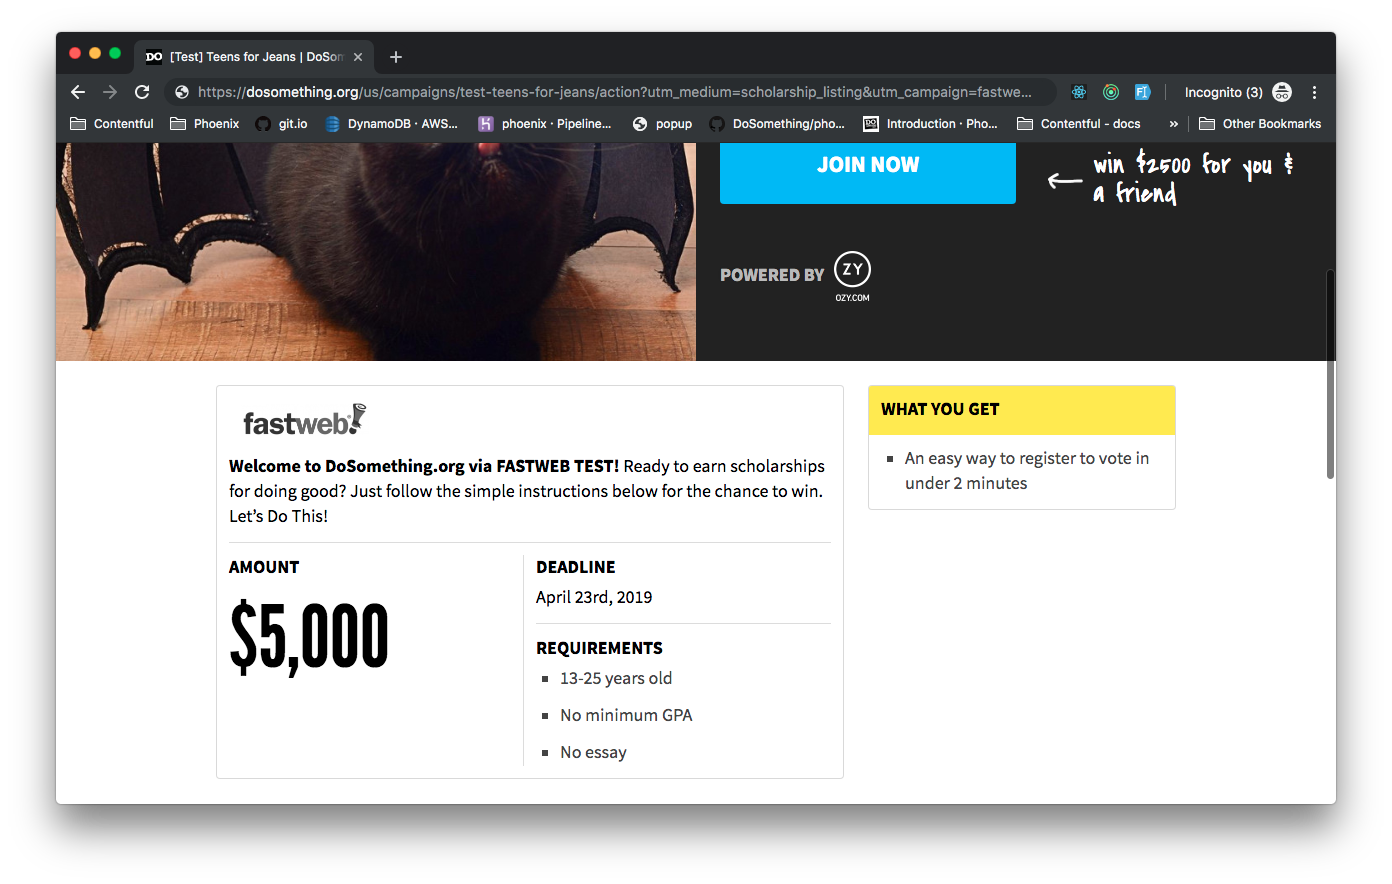 DO [Test] Teens for Jeans | DoSom
https://dosomething.org/us/campaigns/test-teens-for-jeans/action?utm_medium=scholarship_listing&utm_campaign=fastwe...
Incognito (3)
Contentful Phoenix git.io DynamoDB · AWS... phoenix · Pipeline... popup DoSomething/pho... Introduction · Pho... Contentful - docs » Other Bookmarks
JOIN NOW
win $2500 for you &
a friend
POWERED BY ZY
OZY.COM
fastweb!
Welcome to DoSomething.org via FASTWEB TEST! Ready to earn scholarships
for doing good? Just follow the simple instructions below for the chance to win.
Let’s Do This!
AMOUNT
$5,000
DEADLINE
April 23rd, 2019
REQUIREMENTS
13-25 years old
No minimum GPA
No essay
WHAT YOU GET
An easy way to register to vote in
under 2 minutes